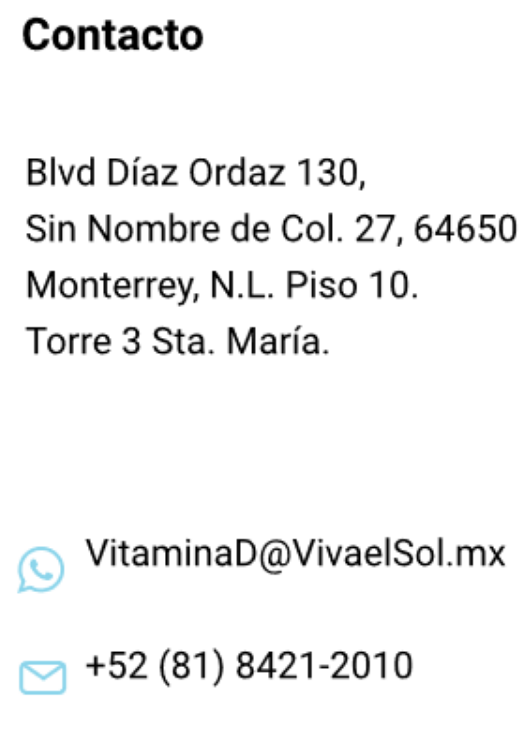 Contacto
Blvd Díaz Ordaz 130,
Sin Nombre de Col. 27, 64650
Monterrey, N.L. Piso 10.
Torre 3 Sta. María.
VitaminaD@VivaelSol.mx
+52 (81) 8421-2010